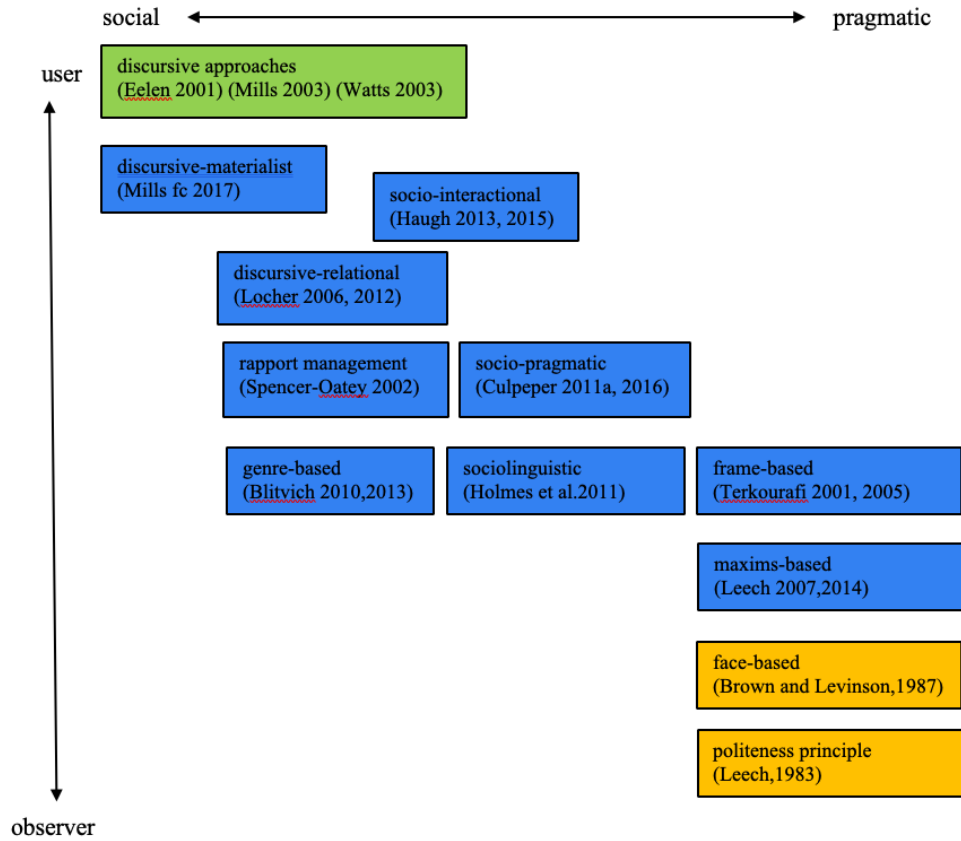 social
pragmatic
user
discursive approaches
(Eelen 2001) (Mills 2003) (Watts 2003)
discursive-materialist
(Mills fc 2017)
socio-interactional
(Haugh 2013, 2015)
discursive-relational
(Locher 2006, 2012)
rapport management
(Spencer-Oatey 2002)
socio-pragmatic
(Culpeper 2011a, 2016)
genre-based
(Blitvich 2010,2013)
sociolinguistic
(Holmes et al.2011)
frame-based
(Terkourafi 2001, 2005)
maxims-based
(Leech 2007,2014)
face-based
(Brown and Levinson,1987)
politeness principle
(Leech,1983)
observer